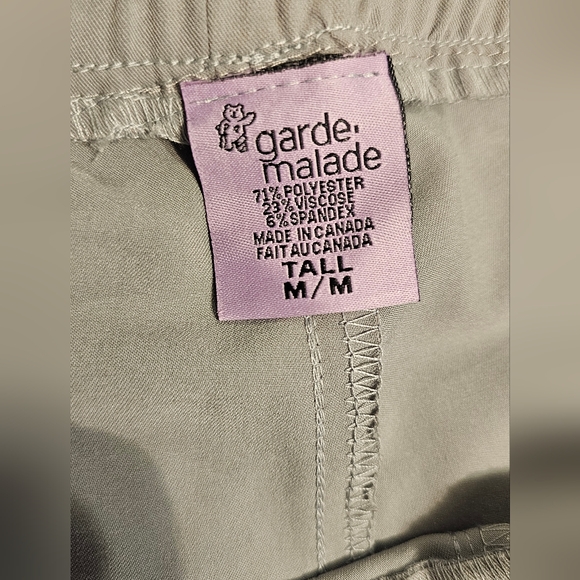 garde.
malade
71% POLYESTER
23% VISCOSE
6% SPANDEX
MADE IN CANADA
FAIT AU CANADA
TALL
M/M